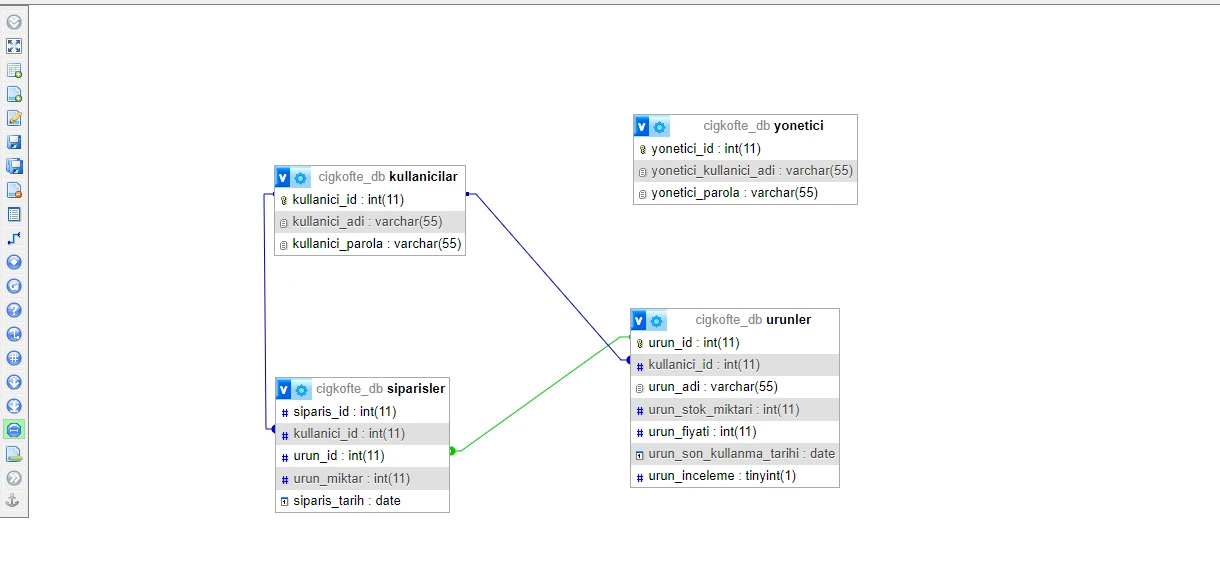 cigkofte_db yonetici
yonetici_id : int(11)
yonetici_kullanici_adi : varchar(55)
yonetici_parola : varchar(55)
cigkofte_db kullanicilar
kullanici_id : int(11)
kullanici_adi : varchar(55)
kullanici_parola : varchar(55)
cigkofte_db urunler
urun_id : int(11)
kullanici_id : int(11)
urun_adi : varchar(55)
urun_stok_miktari : int(11)
urun_fiyati : int(11)
urun_son_kullanma_tarihi : date
urun_inceleme : tinyint(1)
cigkofte_db siparisler
siparis_id : int(11)
kullanici_id : int(11)
urun_id : int(11)
urun_miktar : int(11)
siparis_tarih : date